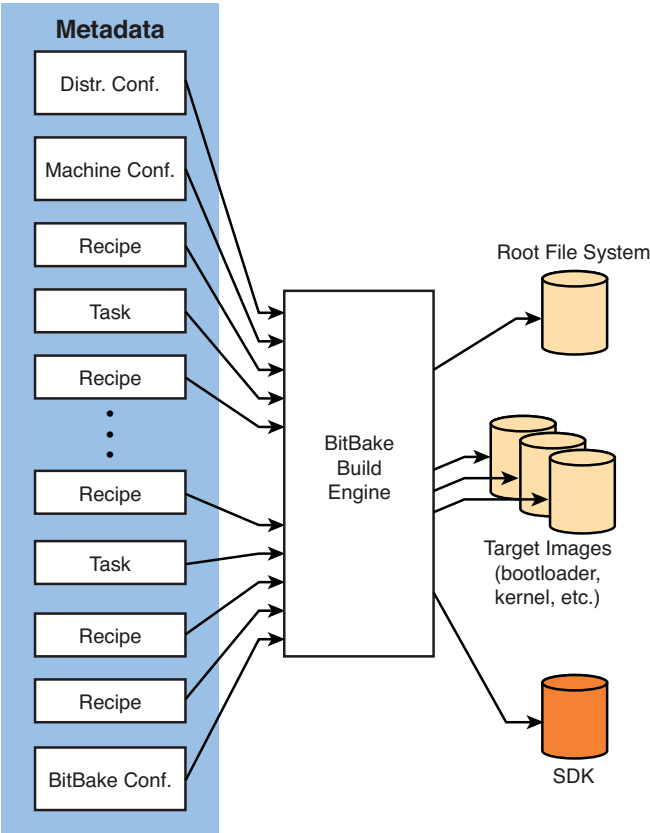 Metadata
Distr. Conf.
Machine Conf.
Recipe
Task
Recipe
Recipe
Task
Recipe
Recipe
BitBake Conf.
BitBake
Build
Engine
Root File System
Target Images
(bootloader,
kernel, etc.)
SDK